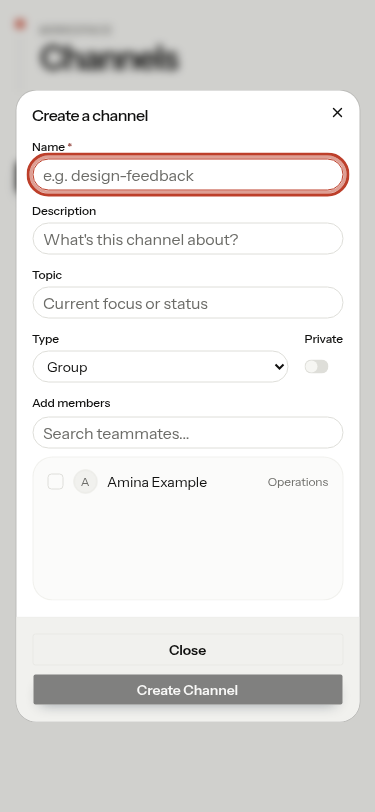 Channels
Create a channel
Name *
e.g. design-feedback
Description
What's this channel about?
Topic
Current focus or status
Type
Private
Group
Add members
Search teammates...
A
Amina Example
Operations
Close
Create Channel